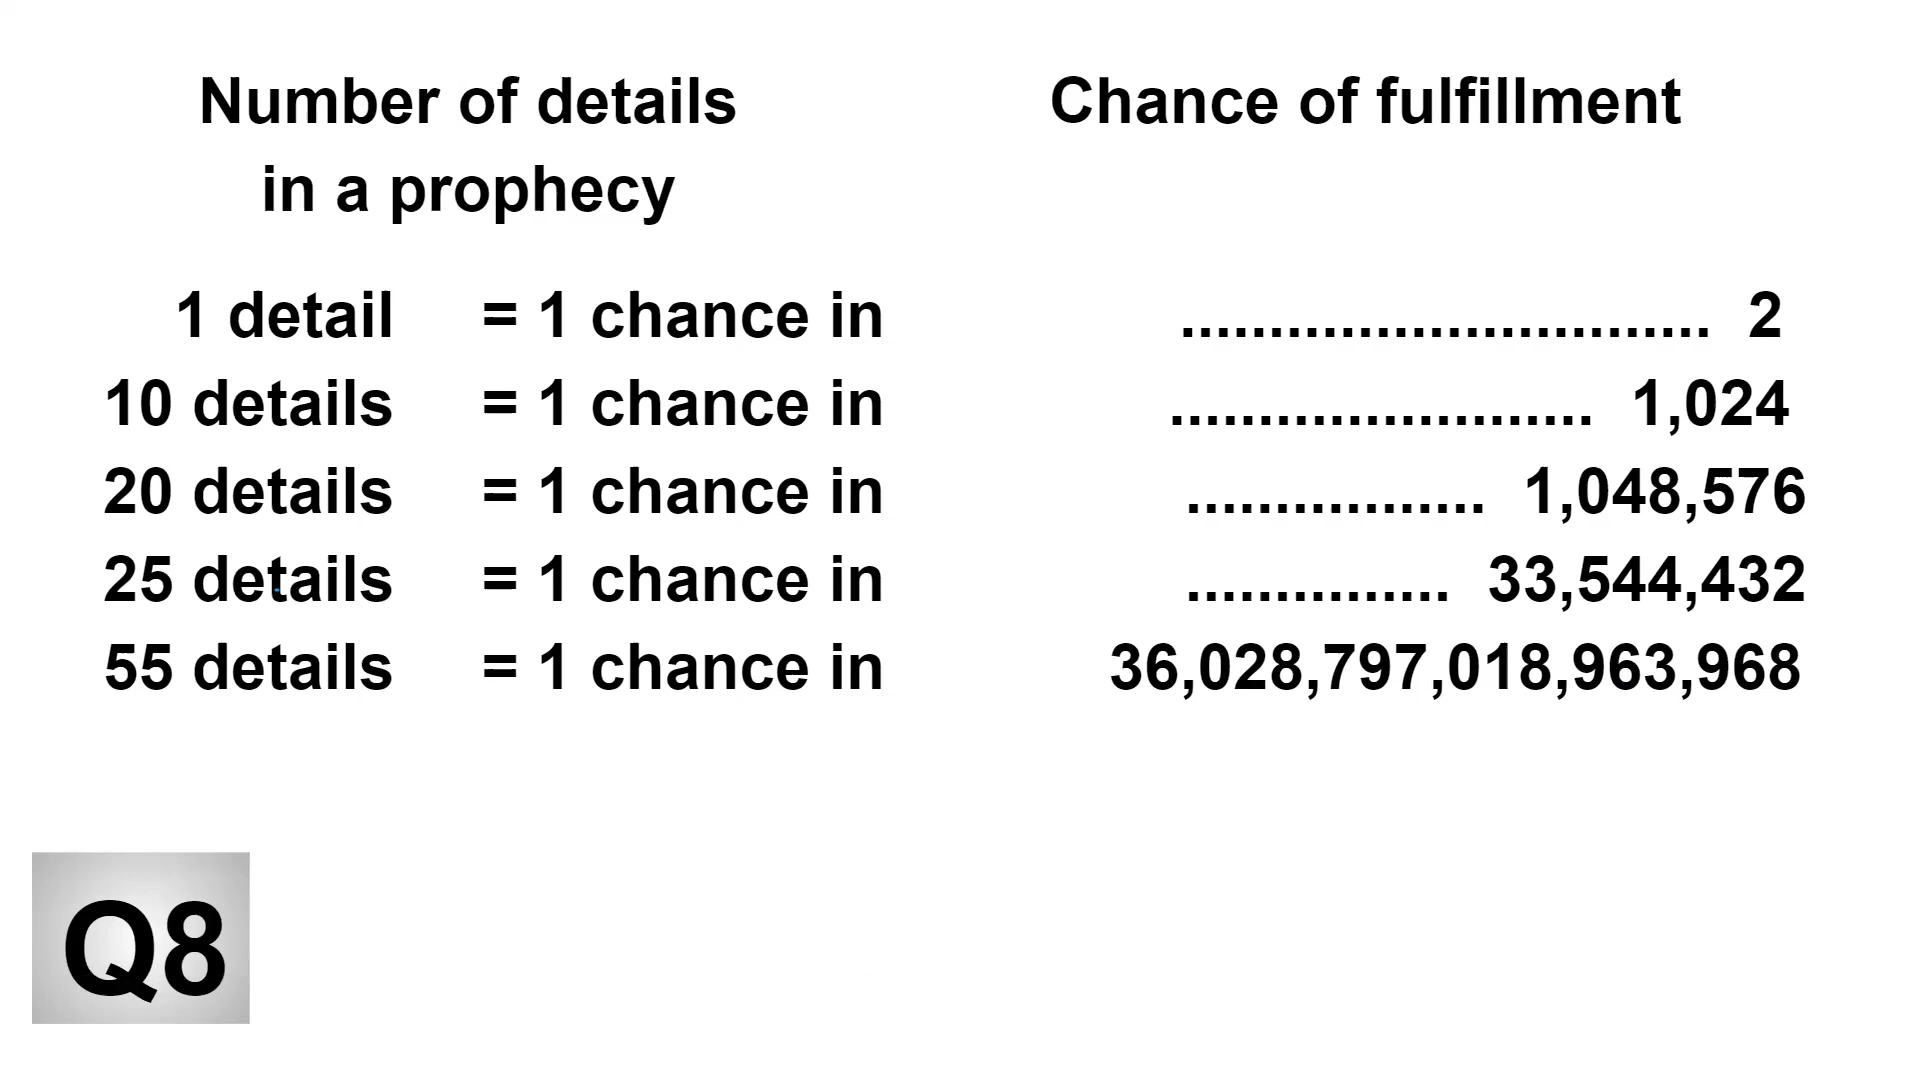 Number of details Chance of fulfillment
in a prophecy
1 detail = 1 chance in .............................. 2
10 details = 1 chance in ........................ 1,024
20 details = 1 chance in ................. 1,048,576
25 details = 1 chance in ............... 33,544,432
55 details = 1 chance in 36,028,797,018,963,968
Q8